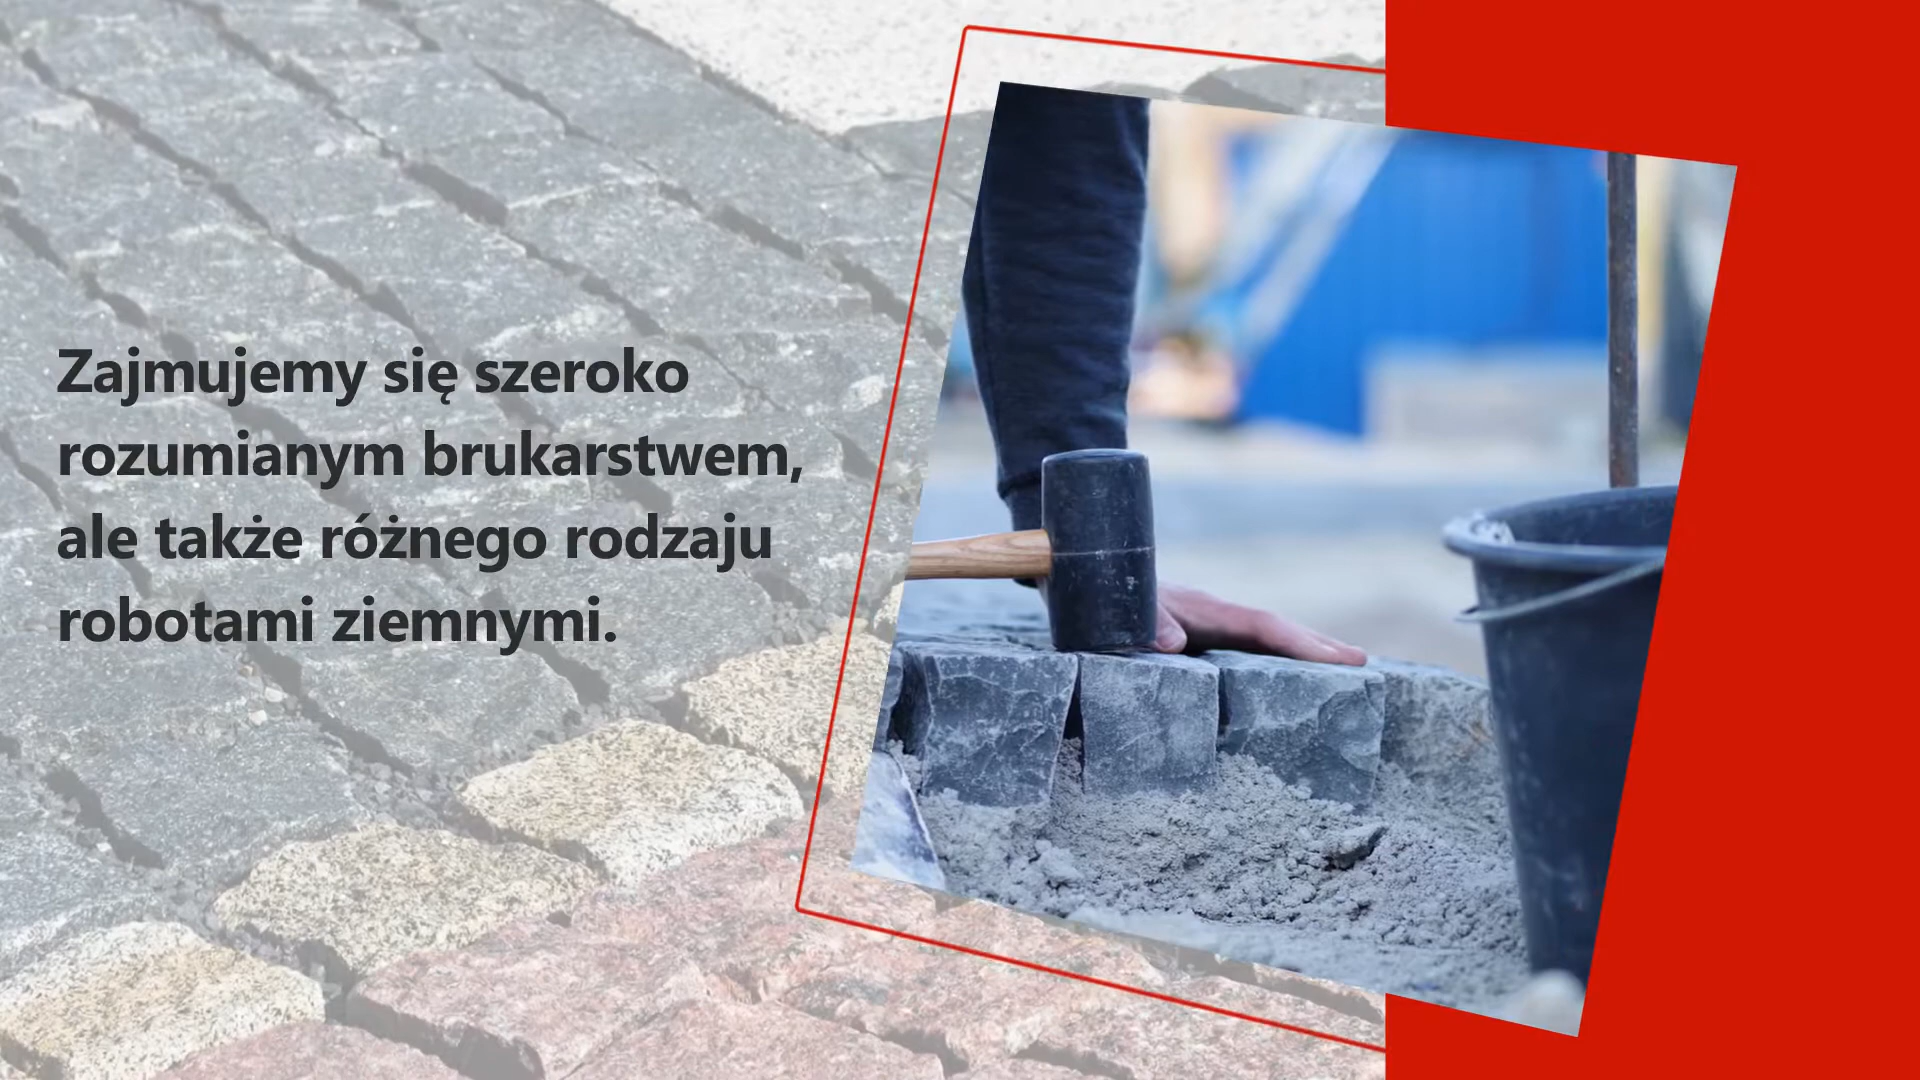 Zajmujemy się szeroko
rozumianym brukarstwem,
ale także różnego rodzaju
robotami ziemnymi.